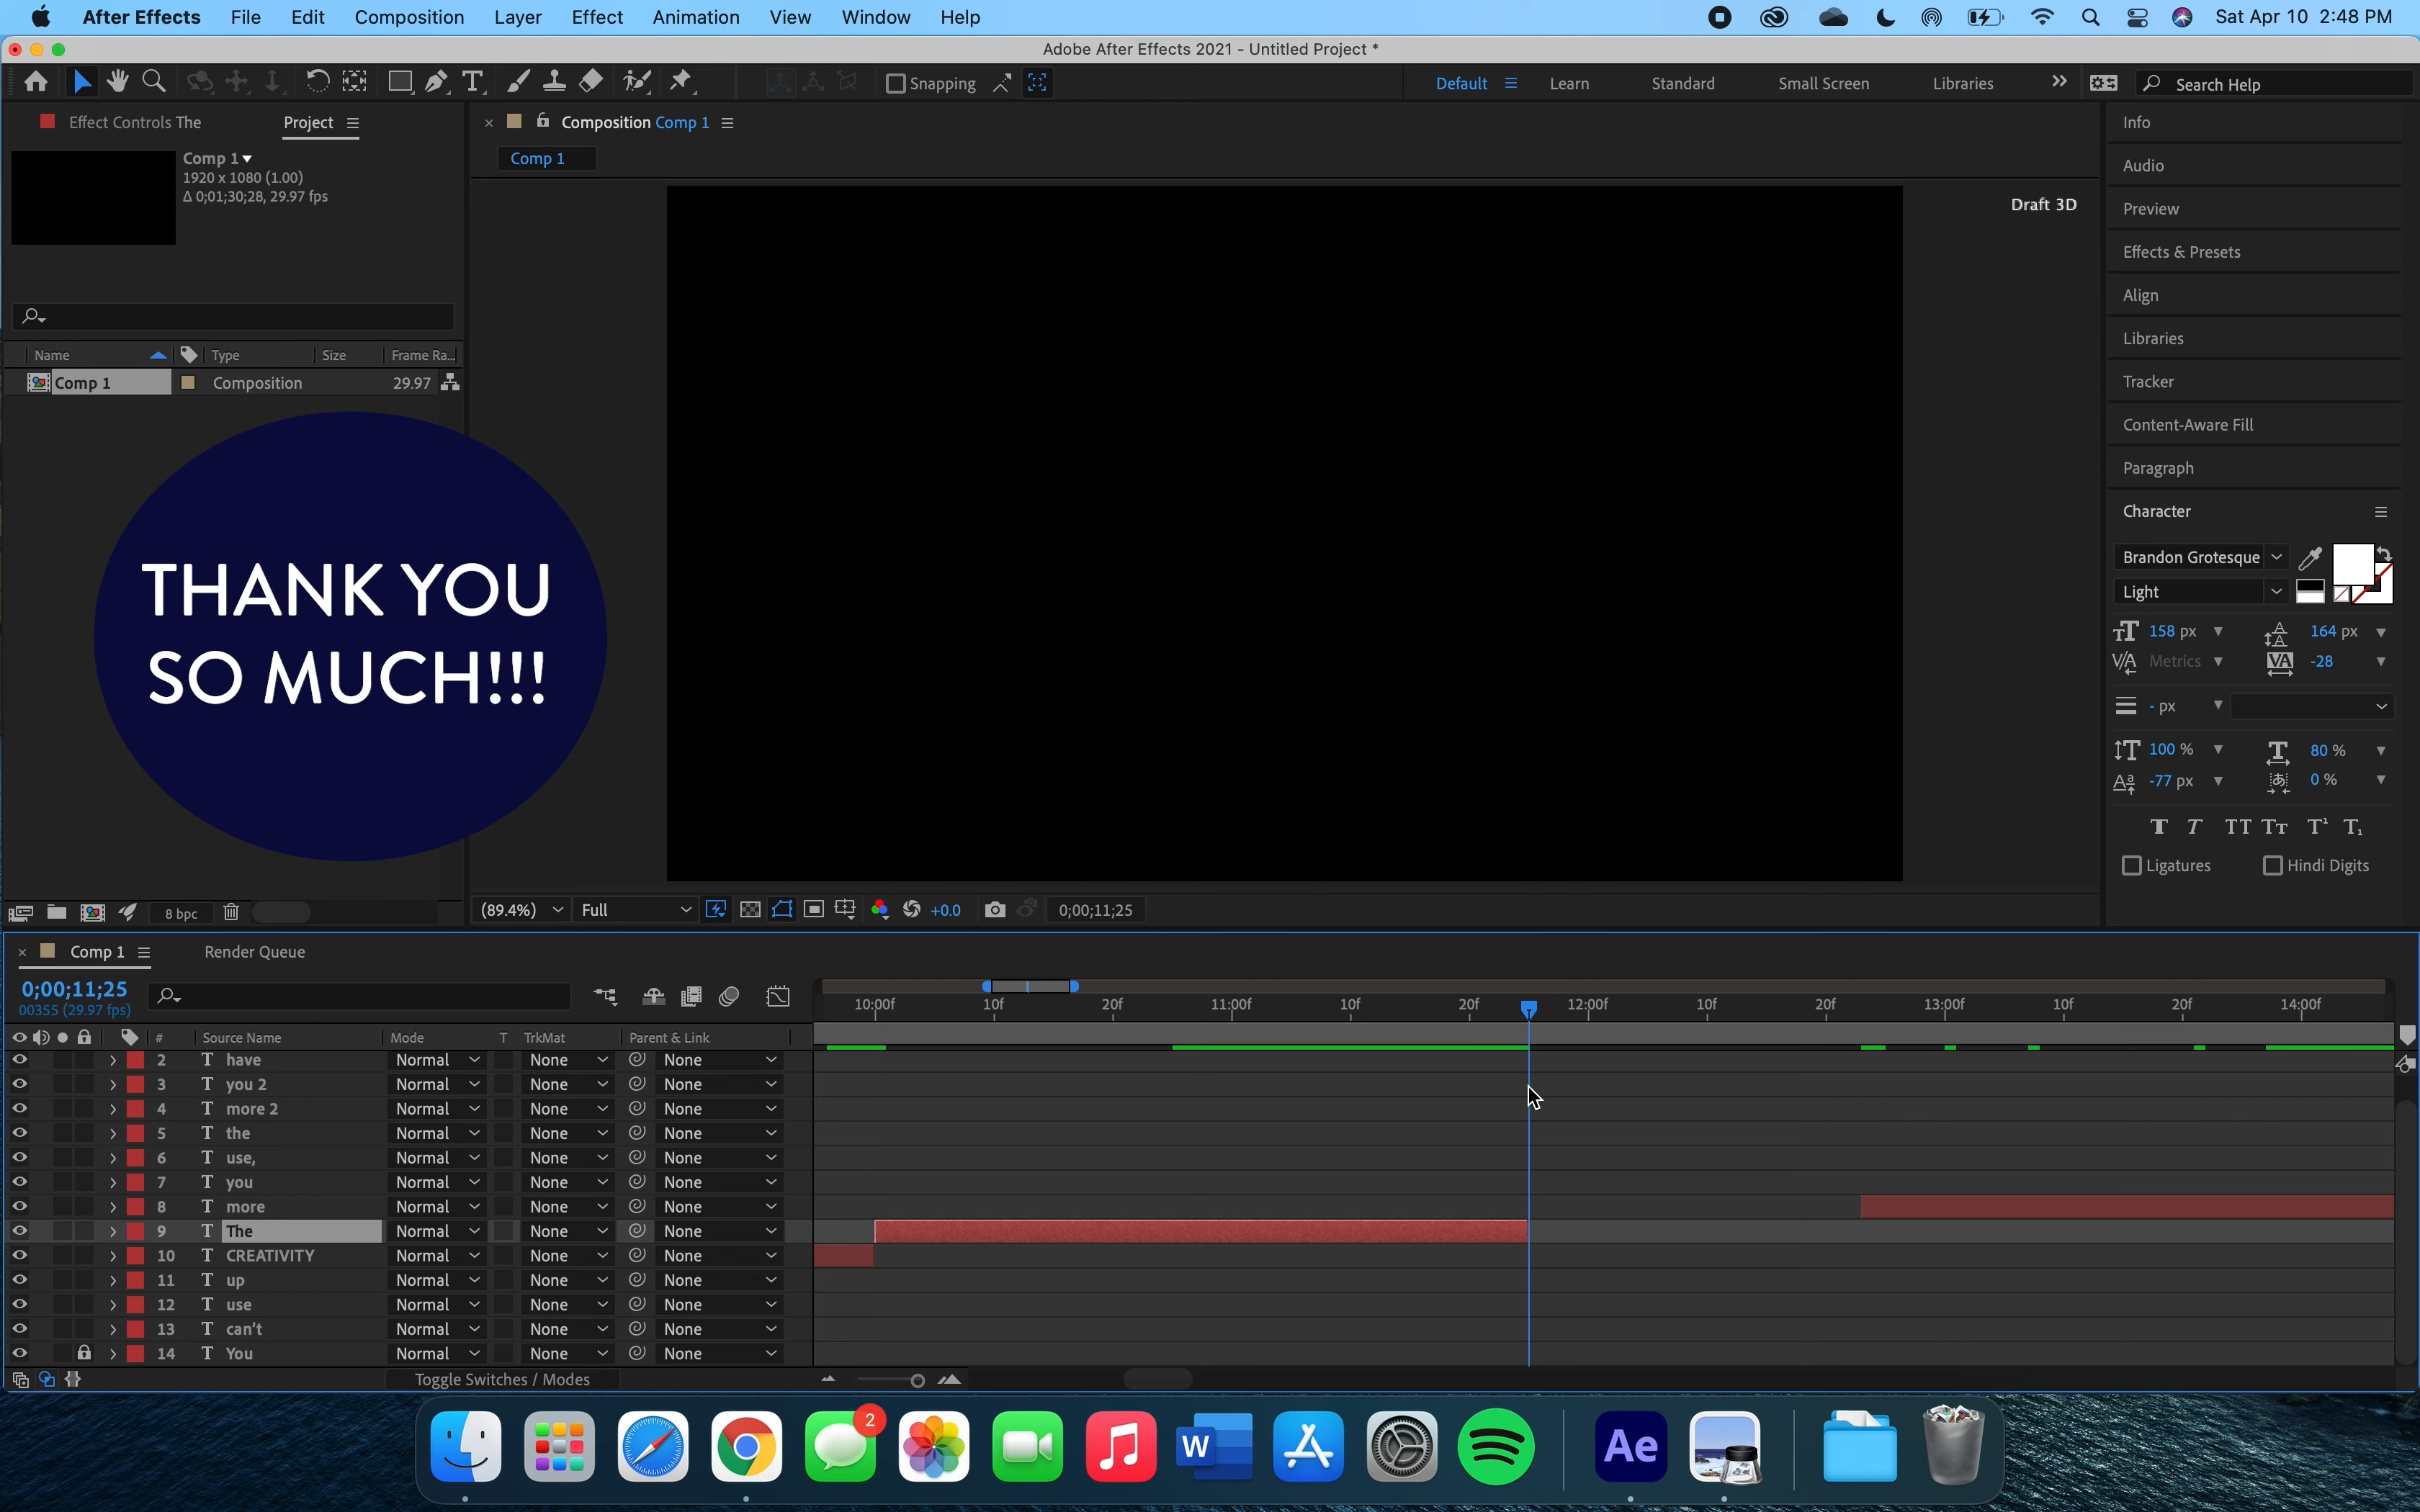 After Effects File Edit Composition Layer Effect Animation View Window Help Sat Apr 10 2:48 PM
Adobe After Effects 2021 - Untitled Project *
Snapping Default Learn Standard Small Screen Libraries Search Help
Effect Controls The Project
Composition Comp 1
Comp 1
Comp 1
1920 x 1080 (1.00)
Δ 0;01;30;28, 29.97 fps
Draft 3D
Name Type Size Frame Ra...
Comp 1 Composition 29.97
THANK YOU
SO MUCH!!!
8 bpc
(89.4%) Full +0.0 0;00;11;25
Info
Audio
Preview
Effects & Presets
Align
Libraries
Tracker
Content-Aware Fill
Paragraph
Character
Brandon Grotesque
Light
158 px 164 px
Metrics -28
- px
100 % 80 %
-77 px 0 %
Ligatures Hindi Digits
Comp 1 Render Queue
0;00;11;25
00355 (29.97 fps)
10:00f 10f 20f 11:00f 10f 20f 12:00f 10f 20f 13:00f 10f 20f 14:00f
# Source Name Mode T TrkMat Parent & Link
2 T have Normal None None
3 T you 2 Normal None None
4 T more 2 Normal None None
5 T the Normal None None
6 T use, Normal None None
7 T you Normal None None
8 T more Normal None None
9 T The Normal None None
10 T CREATIVITY Normal None None
11 T up Normal None None
12 T use Normal None None
13 T can't Normal None None
14 T You Normal None None
Toggle Switches / Modes
2
W
Ae